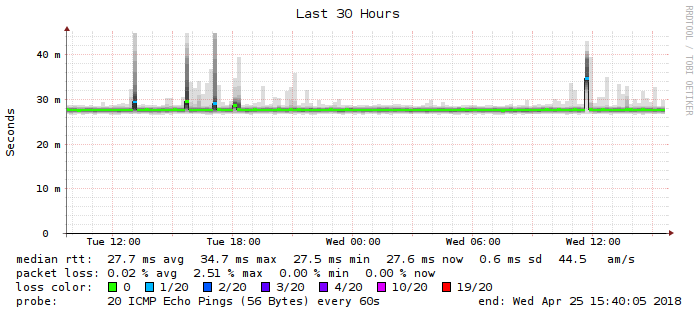 Last 30 Hours
RRDTOOL / TOBI OETIKER
Seconds
40 m
30 m
20 m
10 m
0
Tue 12:00 Tue 18:00 Wed 00:00 Wed 06:00 Wed 12:00
median rtt: 27.7 ms avg 34.7 ms max 27.5 ms min 27.6 ms now 0.6 ms sd 44.5 am/s
packet loss: 0.02 % avg 2.51 % max 0.00 % min 0.00 % now
loss color: 0 1/20 2/20 3/20 4/20 10/20 19/20
probe: 20 ICMP Echo Pings (56 Bytes) every 60s end: Wed Apr 25 15:40:05 2018